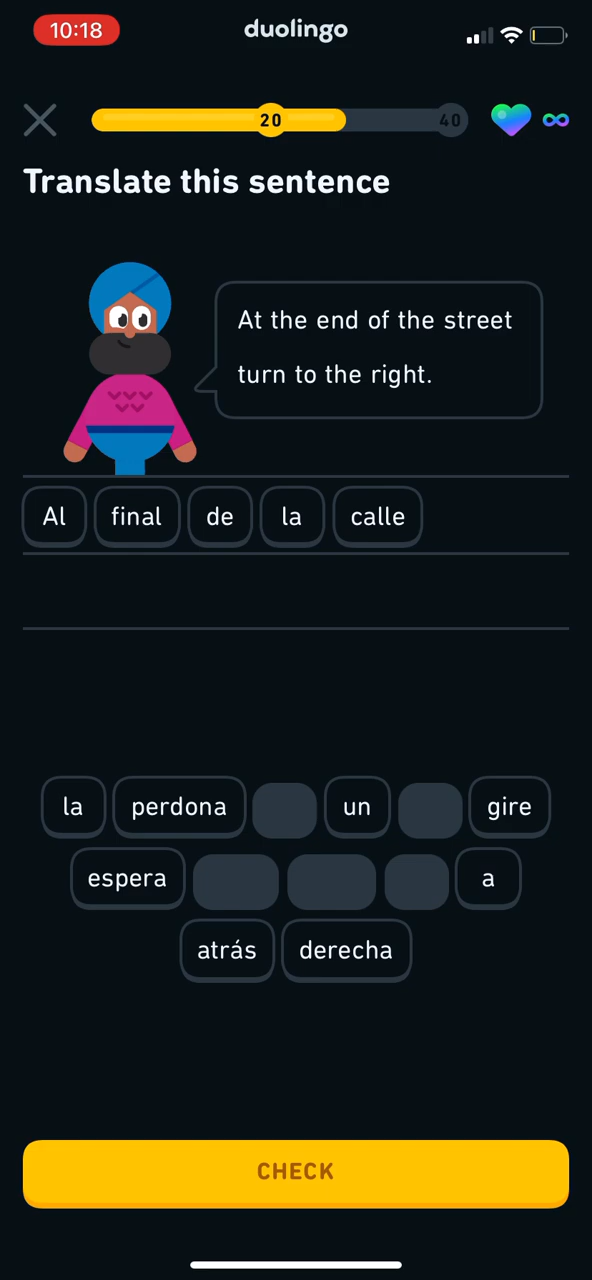 10:18 duolingo
20 40
Translate this sentence
At the end of the street
turn to the right.
Al final de la calle
la perdona un gire
espera a
atrás derecha
CHECK